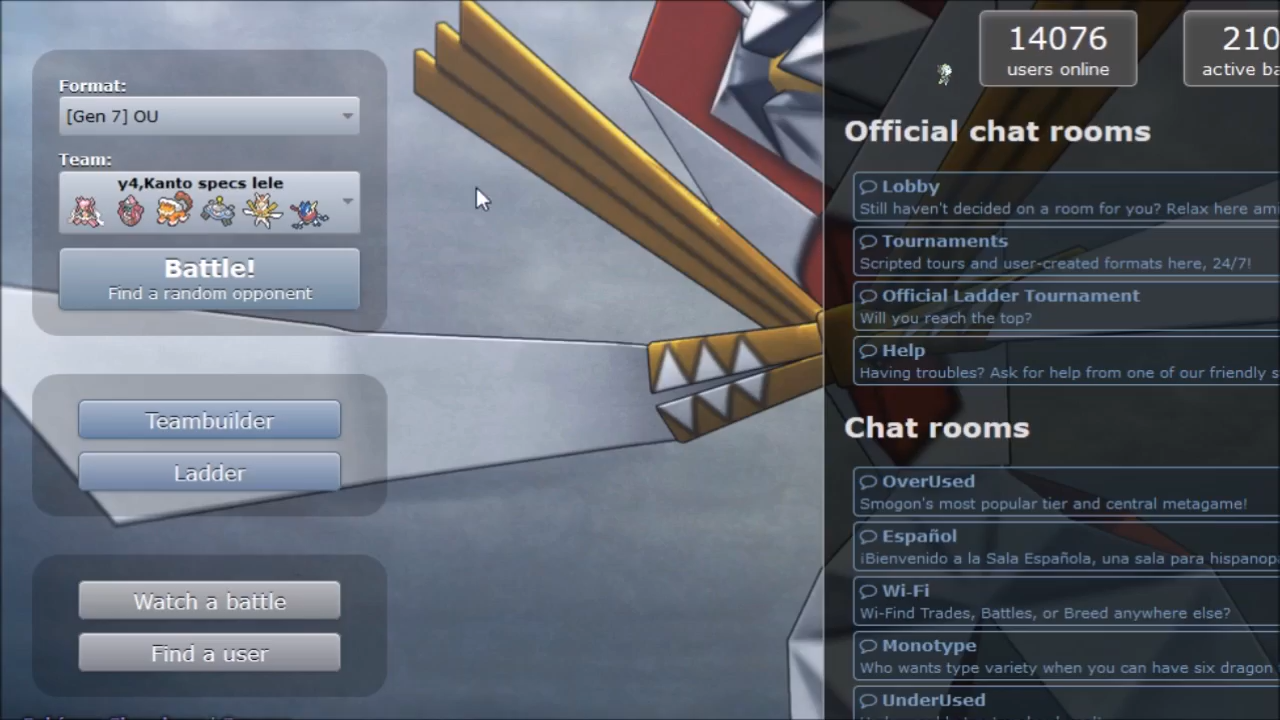 Format:
[Gen 7] OU
Team:
y4,Kanto specs lele
Battle!
Find a random opponent
Teambuilder
Ladder
Watch a battle
Find a user
14076
users online
210
active ba
Official chat rooms
Lobby
Still haven't decided on a room for you? Relax here ami
Tournaments
Scripted tours and user-created formats here, 24/7!
Official Ladder Tournament
Will you reach the top?
Help
Having troubles? Ask for help from one of our friendly s
Chat rooms
OverUsed
Smogon's most popular tier and central metagame!
Español
¡Bienvenido a la Sala Española, una sala para hispanop
Wi-Fi
Wi-Find Trades, Battles, or Breed anywhere else?
Monotype
Who wants type variety when you can have six dragon
UnderUsed